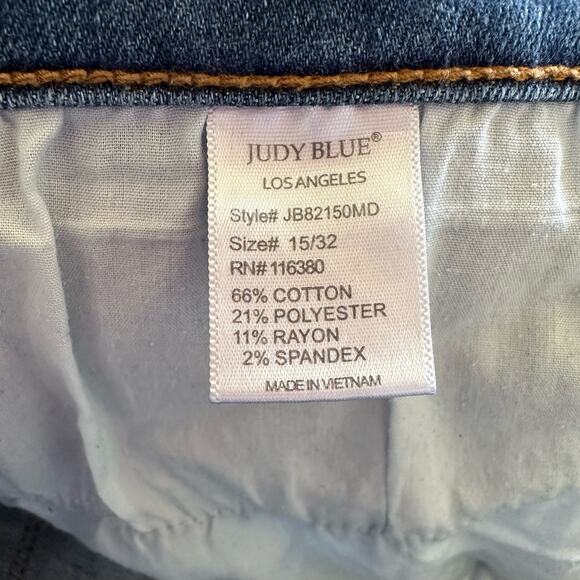 JUDY BLUE®
LOS ANGELES
Style# JB82150MD
Size# 15/32
RN# 116380
66% COTTON
21% POLYESTER
11% RAYON
2% SPANDEX
MADE IN VIETNAM